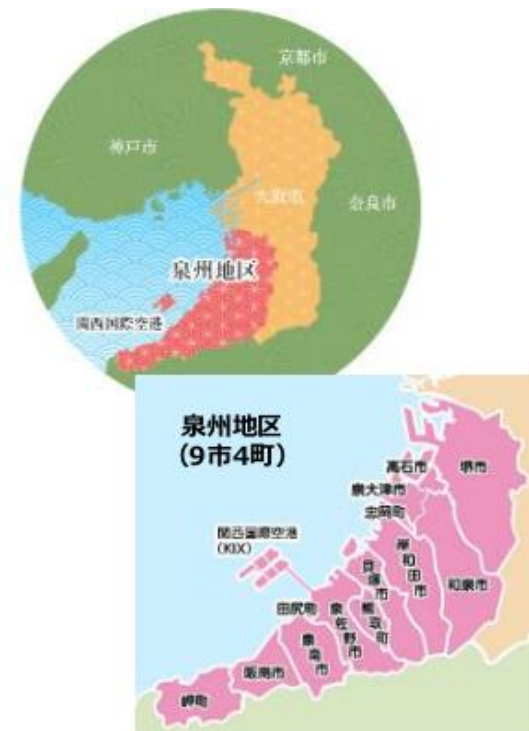 京都市
神戸市
大阪市
奈良市
泉州地区
関西国際空港
泉州地区
(9市4町)
高石市
堺市
泉大津市
忠岡町
関西国際空港
(KIX)
貝塚市
岸和田市
和泉市
田尻町
泉佐野市
熊取町
泉南市
阪南市
岬町